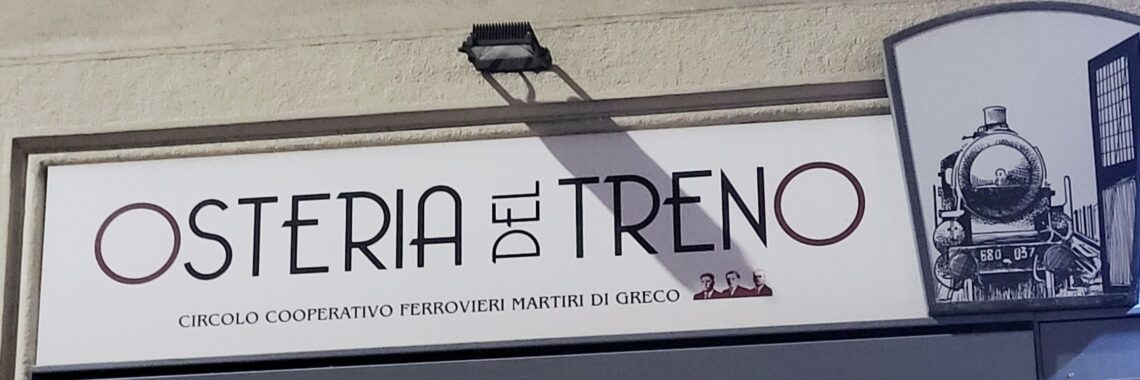 OSTERIA DEL TRENO
CIRCOLO COOPERATIVO FERROVIERI MARTIRI DI GRECO
680 037